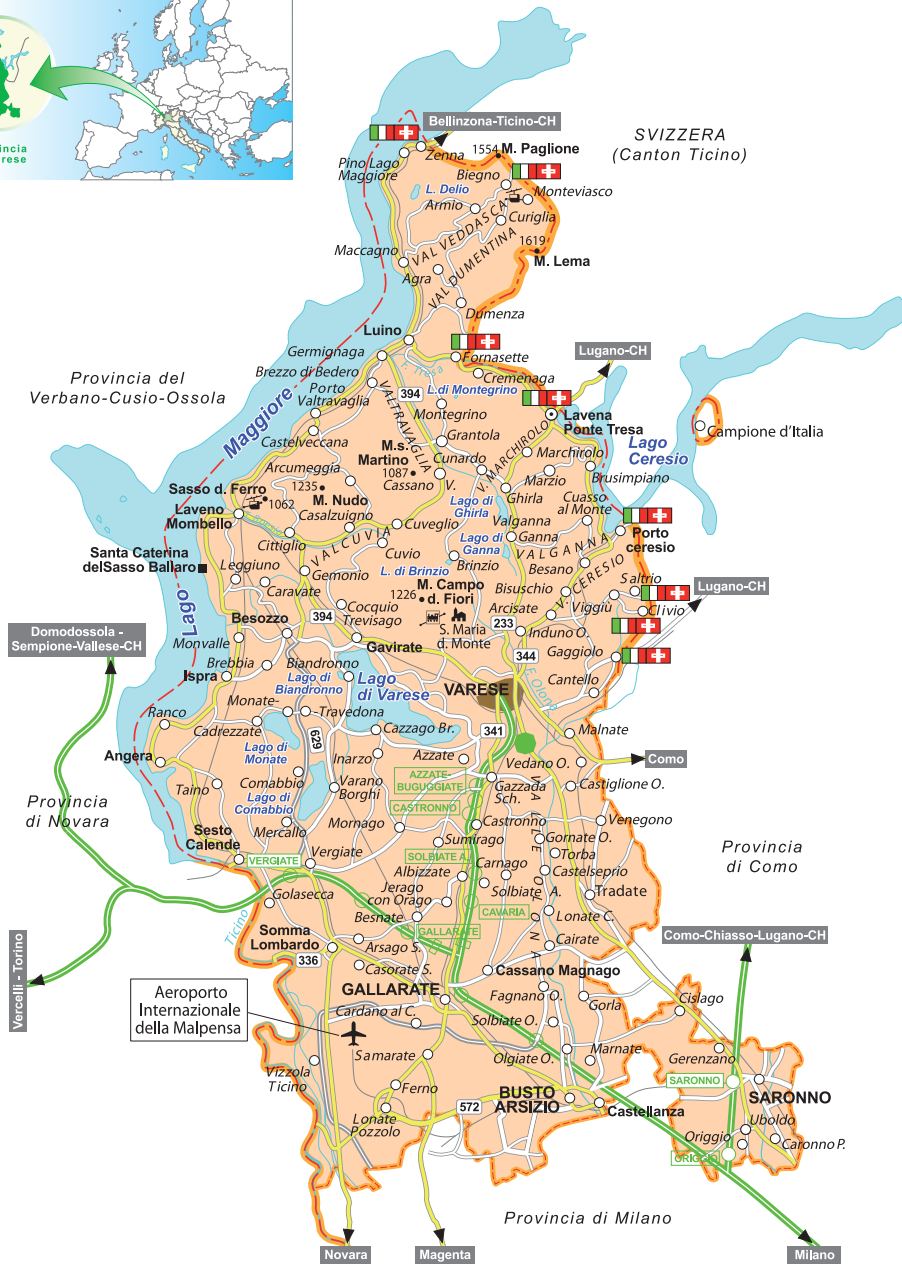 ncia
rese
Bellinzona-Ticino-CH
SVIZZERA
(Canton Ticino)
Zenna
1554 M. Paglione
Pino Lago
Maggiore
Biegno
L. Delio
Monteviasco
Armio
Curiglia
VAL VEDDASCA
Maccagno
VAL DUMENTINA
1619
M. Lema
Agra
Dumenza
Luino
Germignaga
Fornasette
Lugano-CH
F. Tresa
Brezzo di Bedero
Cremenaga
Provincia del
Verbano-Cusio-Ossola
Porto
Valtravaglia
394
L.di Montegrino
VALTRAVAGLIA
Montegrino
Lavena
Ponte Tresa
Campione d'Italia
Lago
Maggiore
Castelveccana
Grantola
V. MARCHIROLO
Lago
Ceresio
M.s.
Martino
1087
Cunardo
Marchirolo
Arcumeggia
Cassano V.
Marzio
Brusimpiano
Sasso d. Ferro
1062
1235
M. Nudo
Lago di
Ghirla
Ghirla
Cuasso
al Monte
Laveno
Mombello
Casalzuigno
Cuveglio
Valganna
Porto
ceresio
Cittiglio
VALCUVIA
Lago di
Ganna
Ganna
VALGANNA
Santa Caterina
delSasso Ballaro
Cuvio
Brinzio
L. di Brinzio
Besano
V. CERESIO
Leggiuno
Gemonio
M. Campo
d. Fiori
1226
Bisuschio
Saltrio
Lugano-CH
Caravate
Viggiù
Clivio
Cocquio
Trevisago
Arcisate
394
S. Maria
d. Monte
233
Induno O.
Besozzo
Domodossola -
Sempione-Vallese-CH
Monvalle
Gavirate
344
Gaggiolo
Brebbia
Biandronno
Ispra
Lago di
Biandronno
Lago
di Varese
VARESE
F. Olona
Cantello
Ranco
Monate-
-Travedona
Cadrezzate
629
Cazzago Br.
341
Malnate
Lago di
Monate
Angera
Inarzo
Azzate
Vedano O.
Como
Taino
Comabbio
Varano
Borghi
AZZATE-
BUGUGGIATE
Gazzada
Sch.
Castiglione O.
VALLE OLONA
Provincia
di Novara
Lago di
Comabbio
CASTRONNO
Castronno
Venegono
Mercallo
Mornago
Sumirago
Gornate O.
Provincia
di Como
Sesto
Calende
VERGIATE
Vergiate
SOLBIATE A.
Carnago
Torba
Albizzate
Castelseprio
Golasecca
Jerago
con Orago
Solbiate A.
Tradate
Ticino
Besnate
CAVARIA
Lonate C.
Somma
Lombardo
GALLARATE
Como-Chiasso-Lugano-CH
336
Arsago S.
Cairate
Vercelli - Torino
Casorate S.
Cassano Magnago
Aeroporto
Internazionale
della Malpensa
GALLARATE
Fagnano O.
Gorla
Cislago
Cardano al C.
Solbiate O.
Samarate
Olgiate O.
Marnate
Gerenzano
Vizzola
Ticino
SARONNO
Ferno
BUSTO
ARSIZIO
SARONNO
572
Castellanza
Lonate
Pozzolo
Uboldo
Origgio
Caronno P.
ORIGGIO
Provincia di Milano
Novara
Magenta
Milano